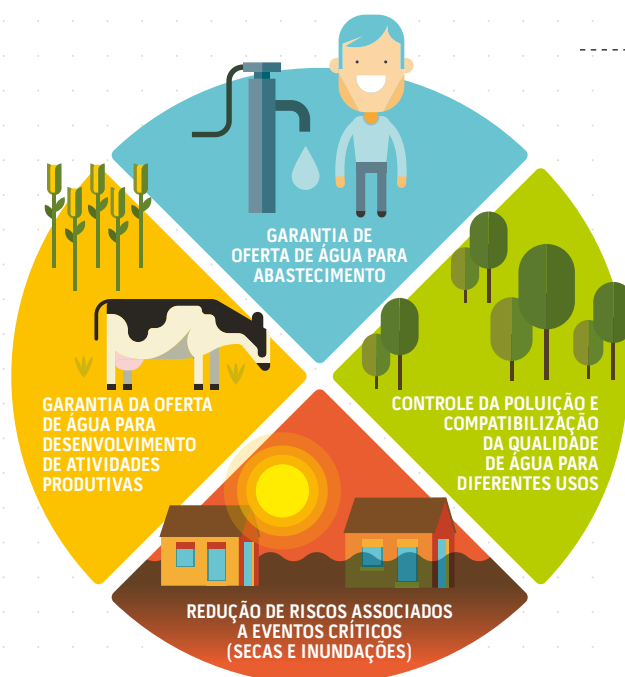 GARANTIA DE
OFERTA DE ÁGUA PARA
ABASTECIMENTO
GARANTIA DA OFERTA
DE ÁGUA PARA
DESENVOLVIMENTO
DE ATIVIDADES
PRODUTIVAS
CONTROLE DA POLUIÇÃO E
COMPATIBILIZAÇÃO
DA QUALIDADE
DE ÁGUA PARA
DIFERENTES USOS
REDUÇÃO DE RISCOS ASSOCIADOS
A EVENTOS CRÍTICOS
(SECAS E INUNDAÇÕES)